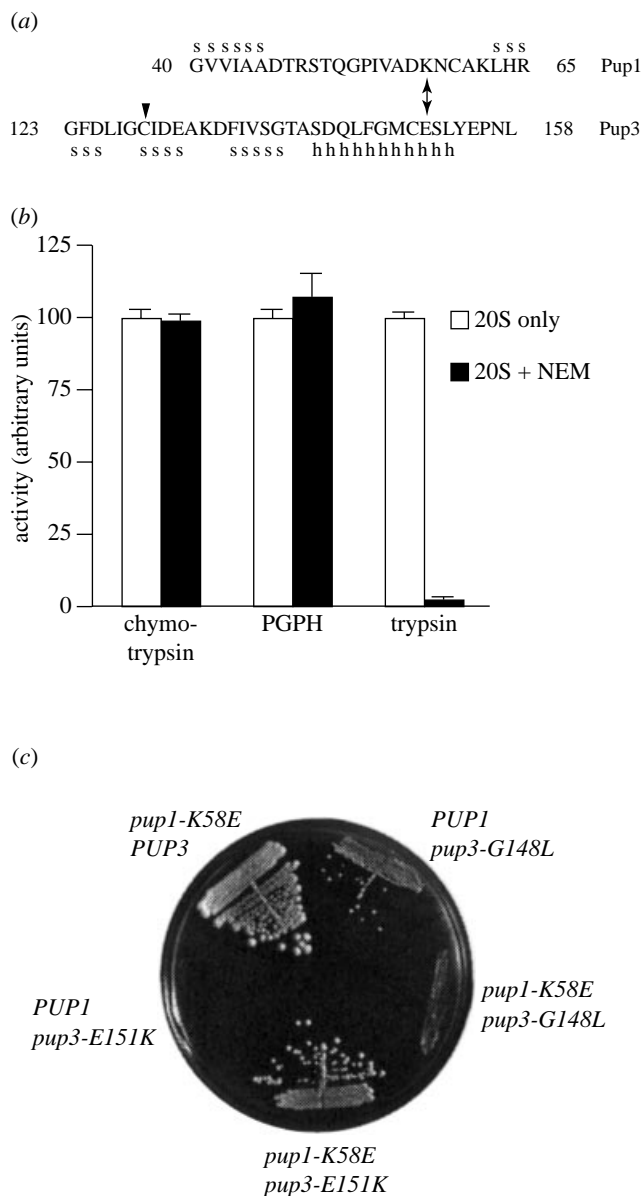 (a)
s s s s s s s s s
40 GVVIAADTRSTQGPIVADKNCAKLHR 65 Pup1
123 GFDLIGCIDEAKDFIVSGTASDQLFGMCESLYEPNL 158 Pup3
s s s s s s s s s s s s hhhhhhhhhhhh
(b)
125
100
75
50
25
0
activity (arbitrary units)
20S only
20S + NEM
chymo-
trypsin
PGPH
trypsin
(c)
pup1-K58E
PUP3
PUP1
pup3-G148L
PUP1
pup3-E151K
pup1-K58E
pup3-G148L
pup1-K58E
pup3-E151K